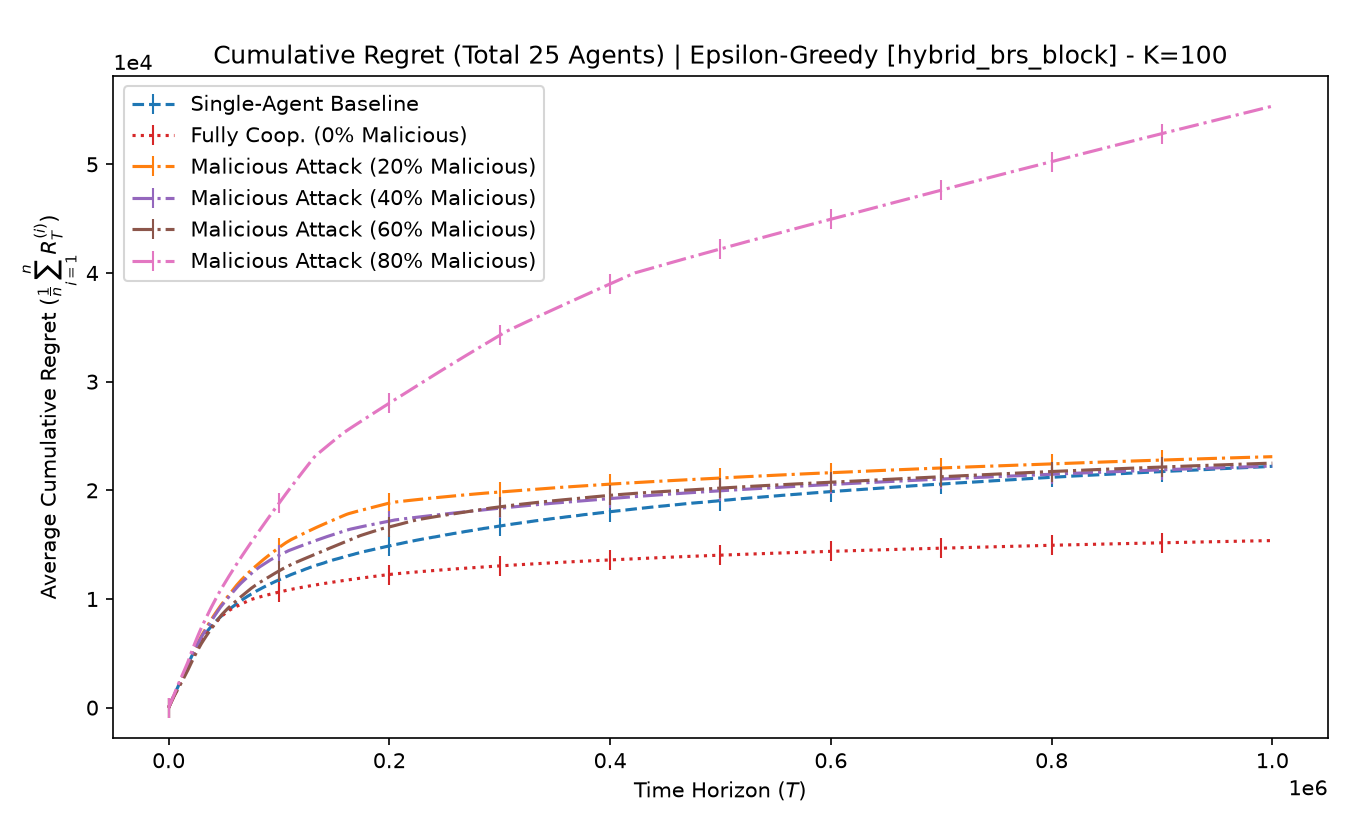 Cumulative Regret (Total 25 Agents) | Epsilon-Greedy [hybrid_brs_block] - K=100
1e4
Single-Agent Baseline
Fully Coop. (0% Malicious)
Malicious Attack (20% Malicious)
Malicious Attack (40% Malicious)
Malicious Attack (60% Malicious)
Malicious Attack (80% Malicious)
5
4
3
2
1
0
Average Cumulative Regret ($\frac{1}{n}\sum_{i=1}^{n} R_T^{(i)}$)
0.0 0.2 0.4 0.6 0.8 1.0
1e6
Time Horizon (T)